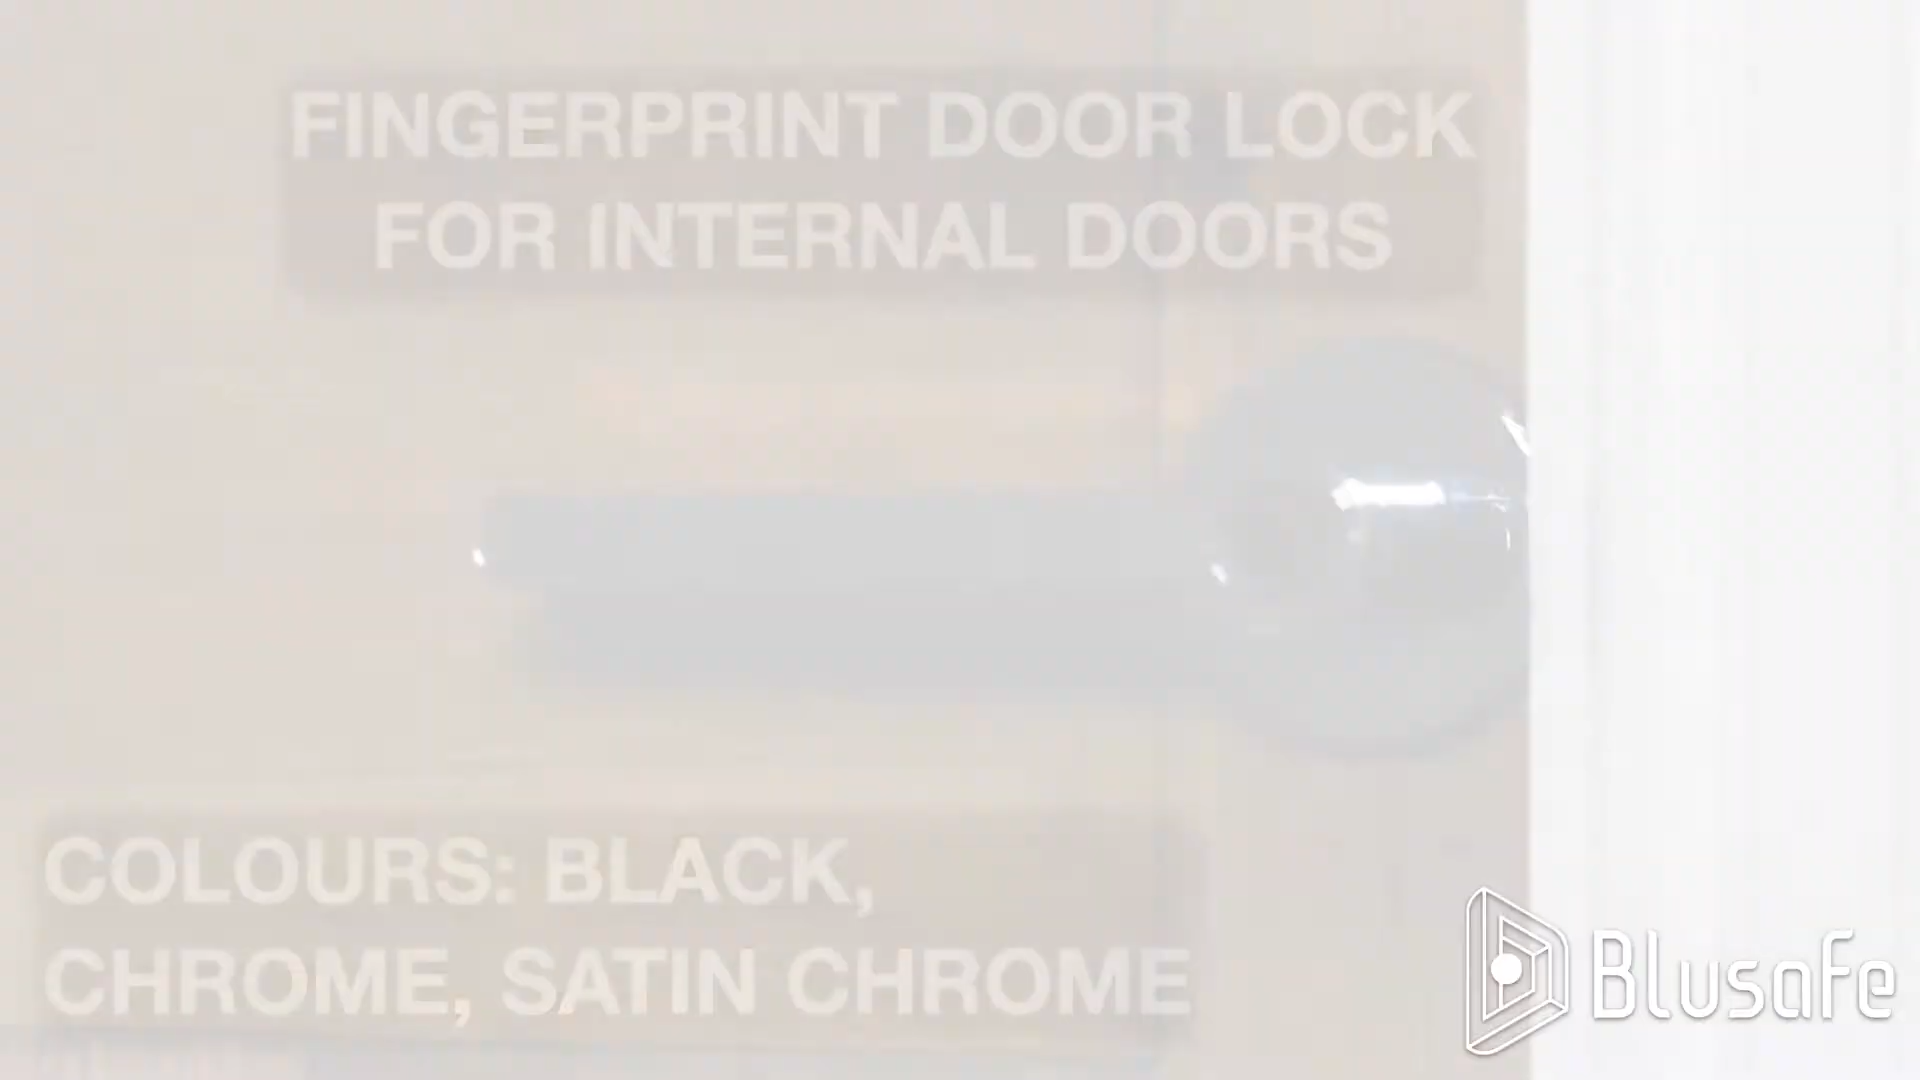 FINGERPRINT DOOR LOCK
FOR INTERNAL DOORS
COLOURS: BLACK,
CHROME, SATIN CHROME
Blusafe